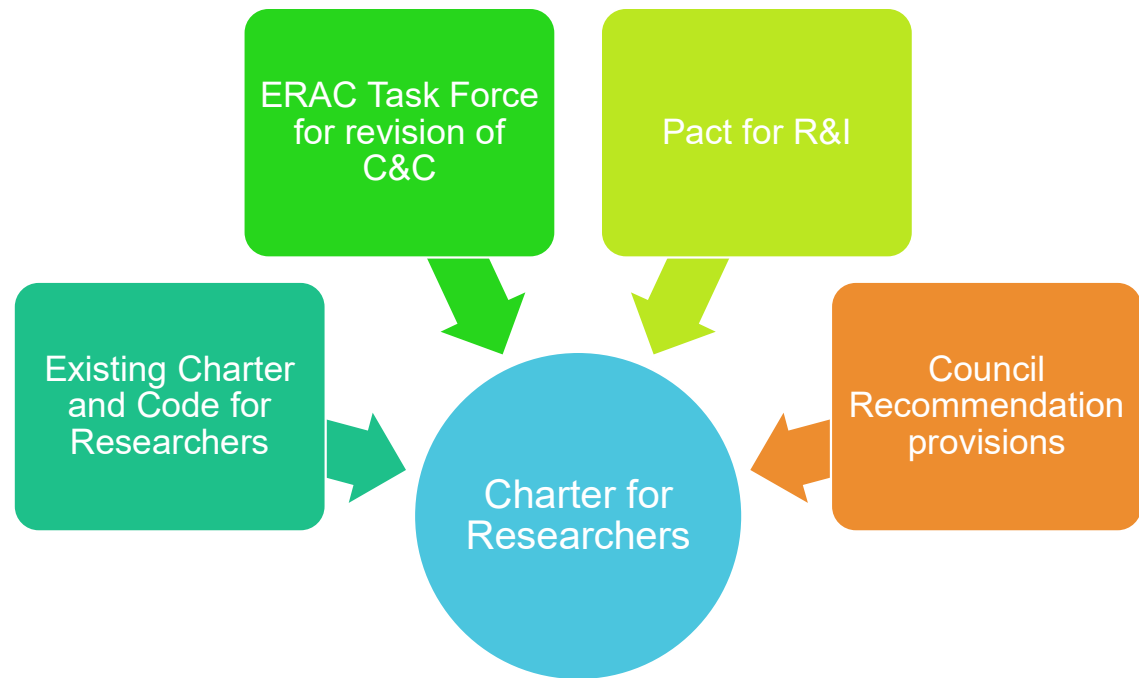 ERAC Task Force
for revision of
C&C
Pact for R&I
Existing Charter
and Code for
Researchers
Council
Recommendation
provisions
Charter for
Researchers